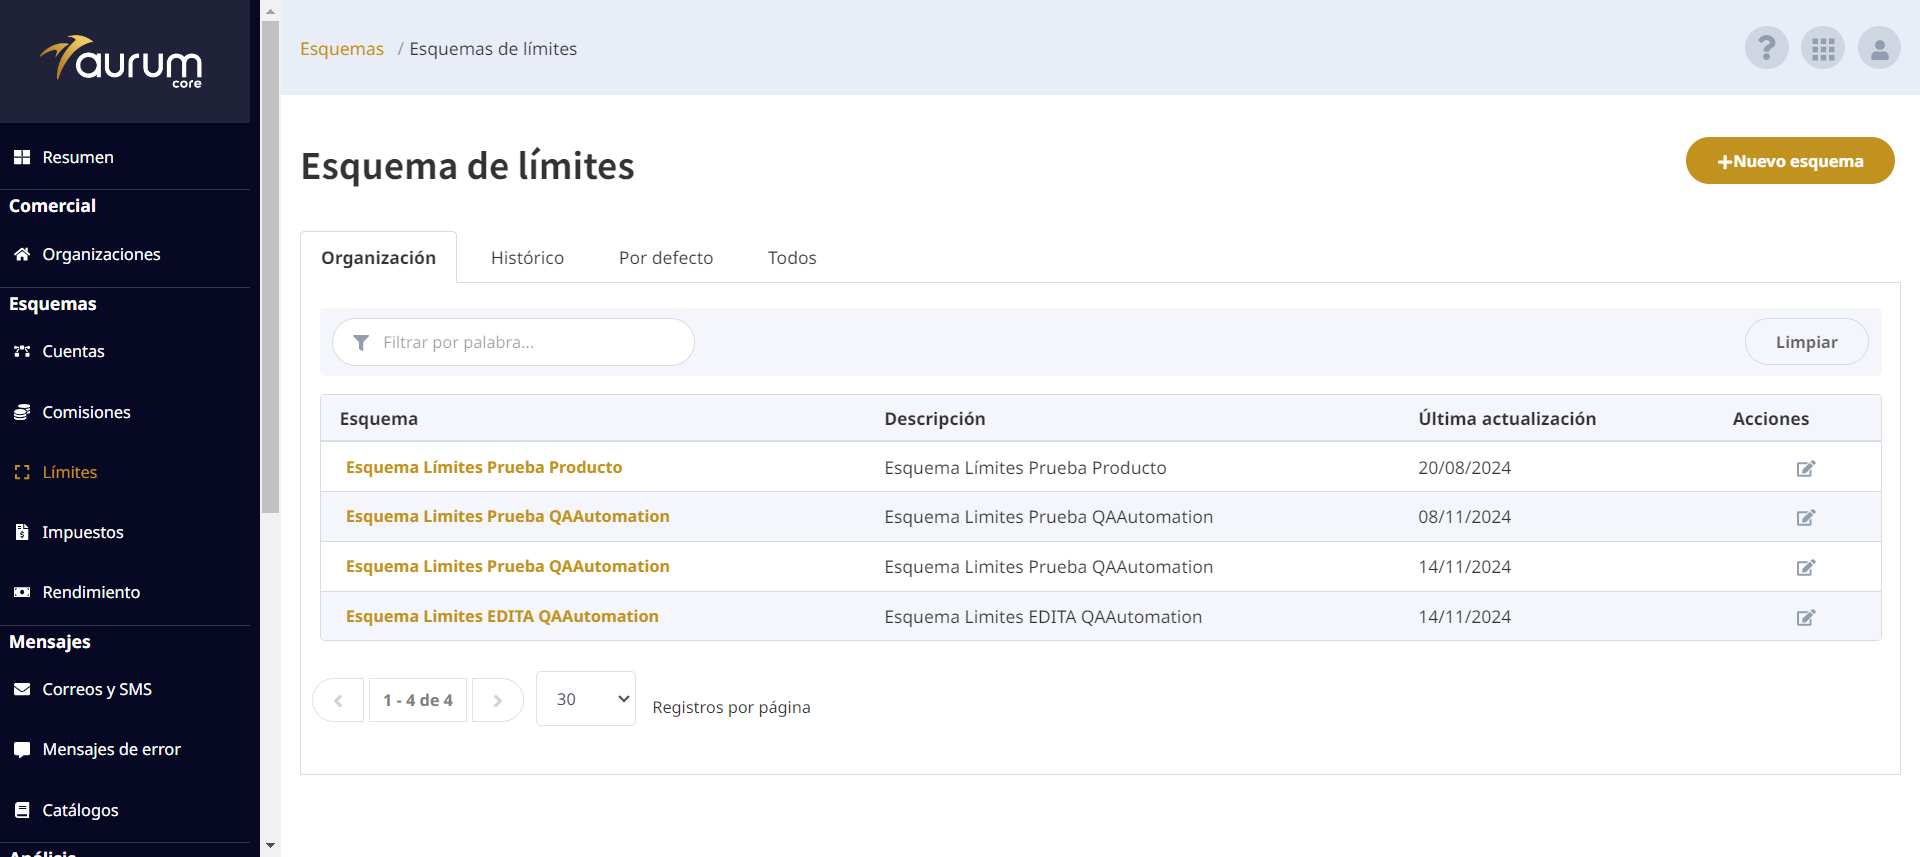 aurum
core
Resumen
Comercial
Organizaciones
Esquemas
Cuentas
Comisiones
Límites
Impuestos
Rendimiento
Mensajes
Correos y SMS
Mensajes de error
Catálogos
Análisis
Esquemas / Esquemas de límites
?
Esquema de límites
+Nuevo esquema
Organización Histórico Por defecto Todos
Filtrar por palabra...
Limpiar
Esquema Descripción Última actualización Acciones
Esquema Límites Prueba Producto Esquema Límites Prueba Producto 20/08/2024
Esquema Limites Prueba QAAutomation Esquema Limites Prueba QAAutomation 08/11/2024
Esquema Limites Prueba QAAutomation Esquema Limites Prueba QAAutomation 14/11/2024
Esquema Limites EDITA QAAutomation Esquema Limites EDITA QAAutomation 14/11/2024
1 - 4 de 4 30 Registros por página